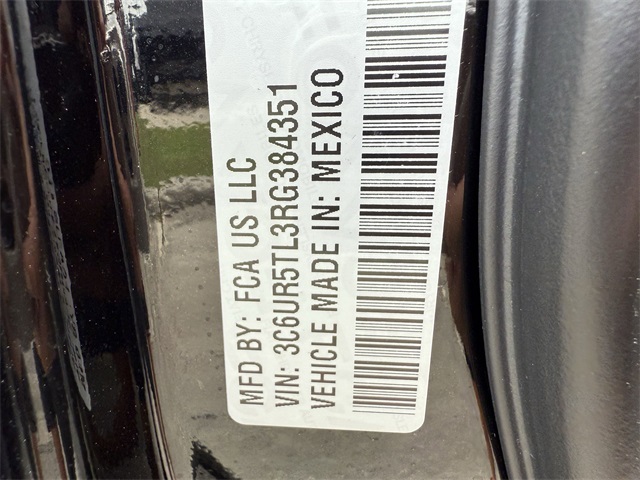 MFD BY: FCA US LLC
VIN: 3C6UR5TL3RG384351
VEHICLE MADE IN: MEXICO